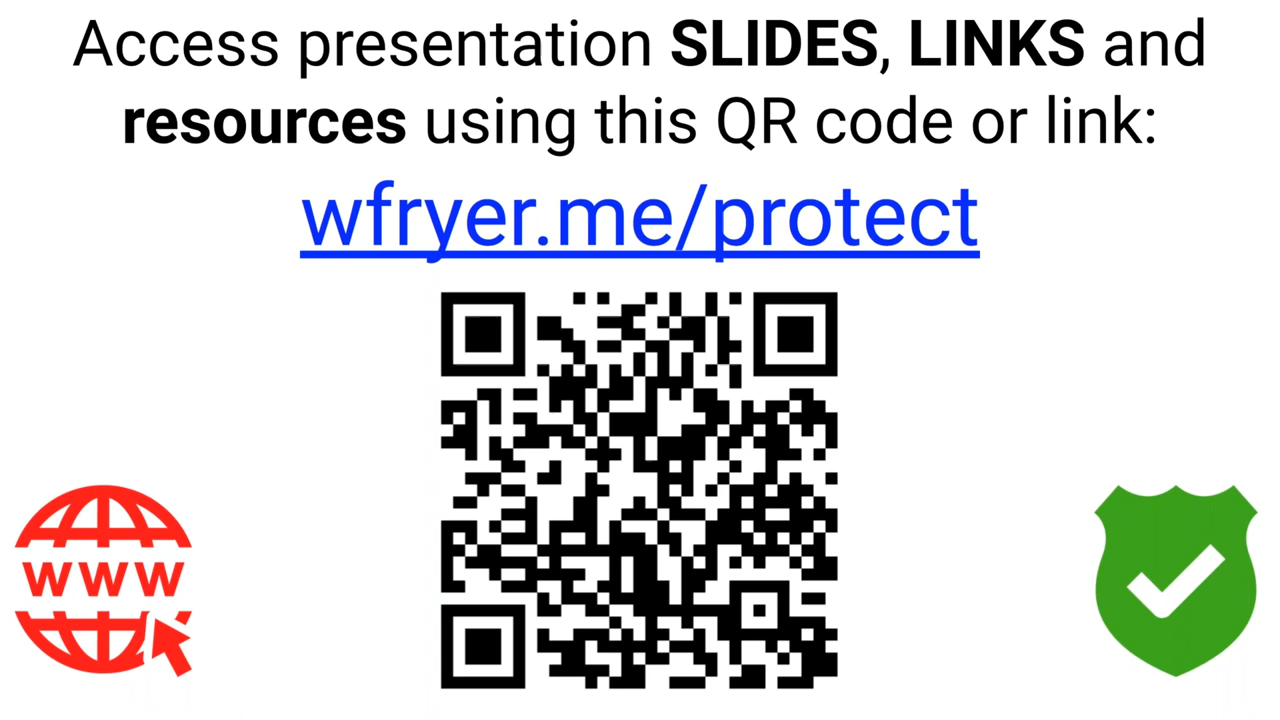 Access presentation SLIDES, LINKS and
resources using this QR code or link:
wfryer.me/protect
www